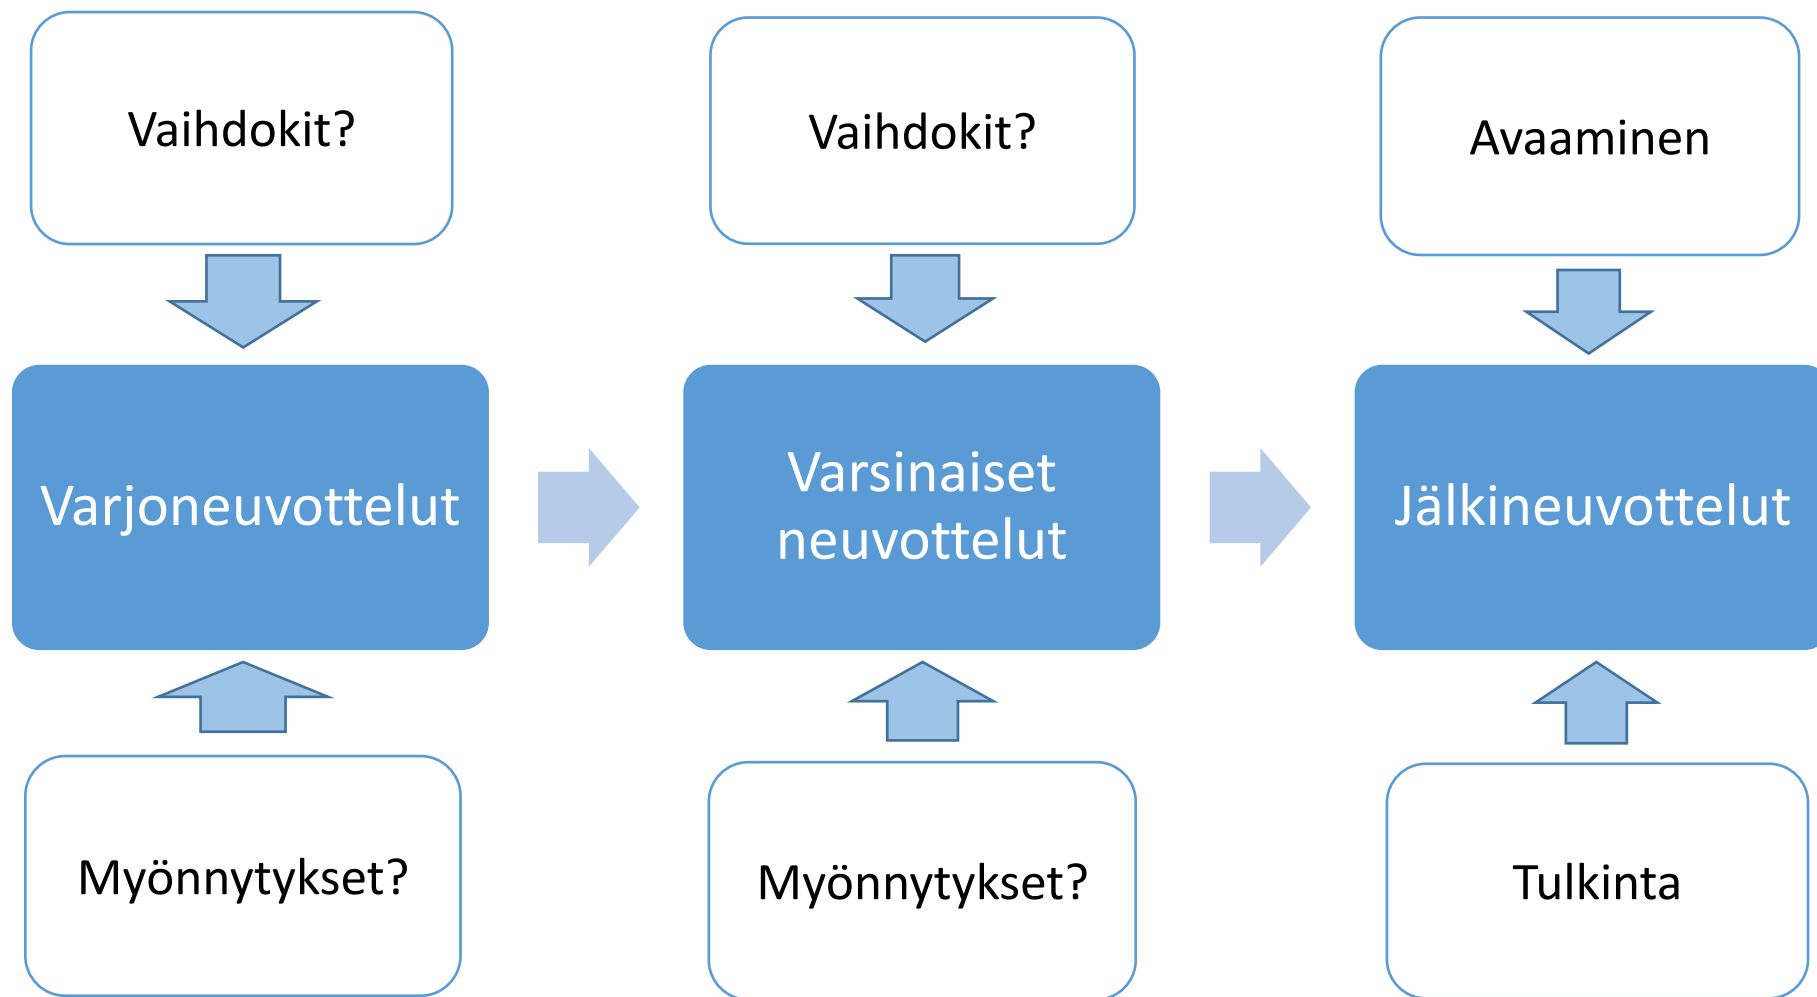 Vaihdokit?
Vaihdokit?
Avaaminen
Varjoneuvottelut
Varsinaiset
neuvottelut
Jälkineuvottelut
Myönnytykset?
Myönnytykset?
Tulkinta